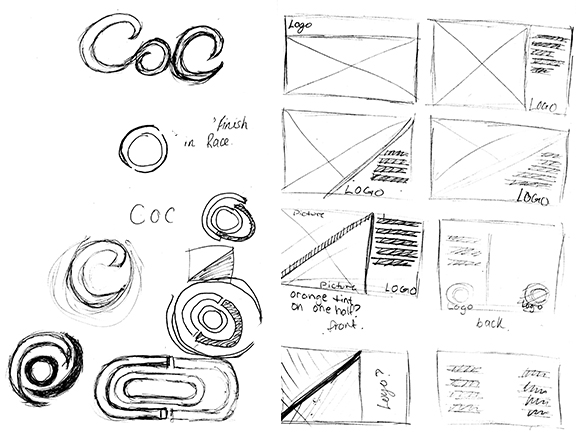 CoC
'Finish
in Race.
COC
Logo
LOGO
LOGO
LOGO
Picture
Picture
LOGO
orange tint
on one half?
front.
Logo
Logo
back.
Logo?